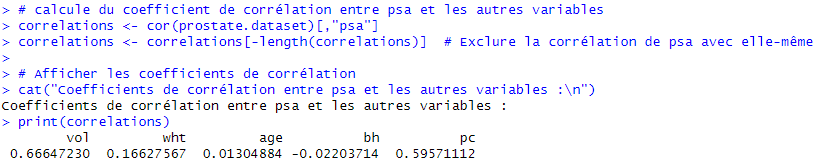 > # calcule du coefficient de corrélation entre psa et les autres variables
> correlations <- cor(prostate.dataset)[,"psa"]
> correlations <- correlations[-length(correlations)]  # Exclure la corrélation de psa avec elle-même
>
> # Afficher les coefficients de corrélation
> cat("Coefficients de corrélation entre psa et les autres variables :\n")
Coefficients de corrélation entre psa et les autres variables :
> print(correlations)
        vol         wht         age          bh          pc
 0.66647230  0.16627567  0.01304884 -0.02203714  0.59571112